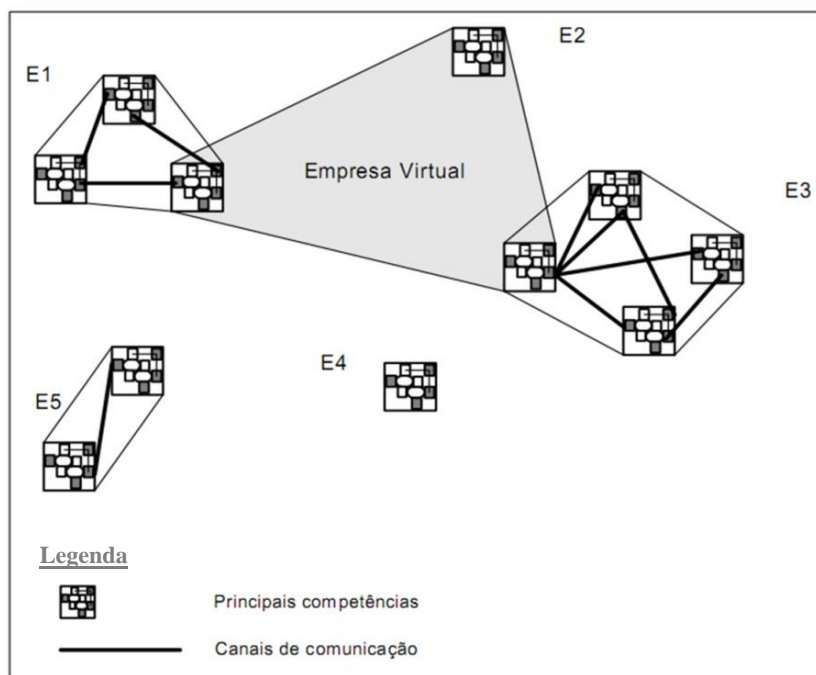 E2
E1
Empresa Virtual
E3
E4
E5
Legenda
Principais competências
Canais de comunicação